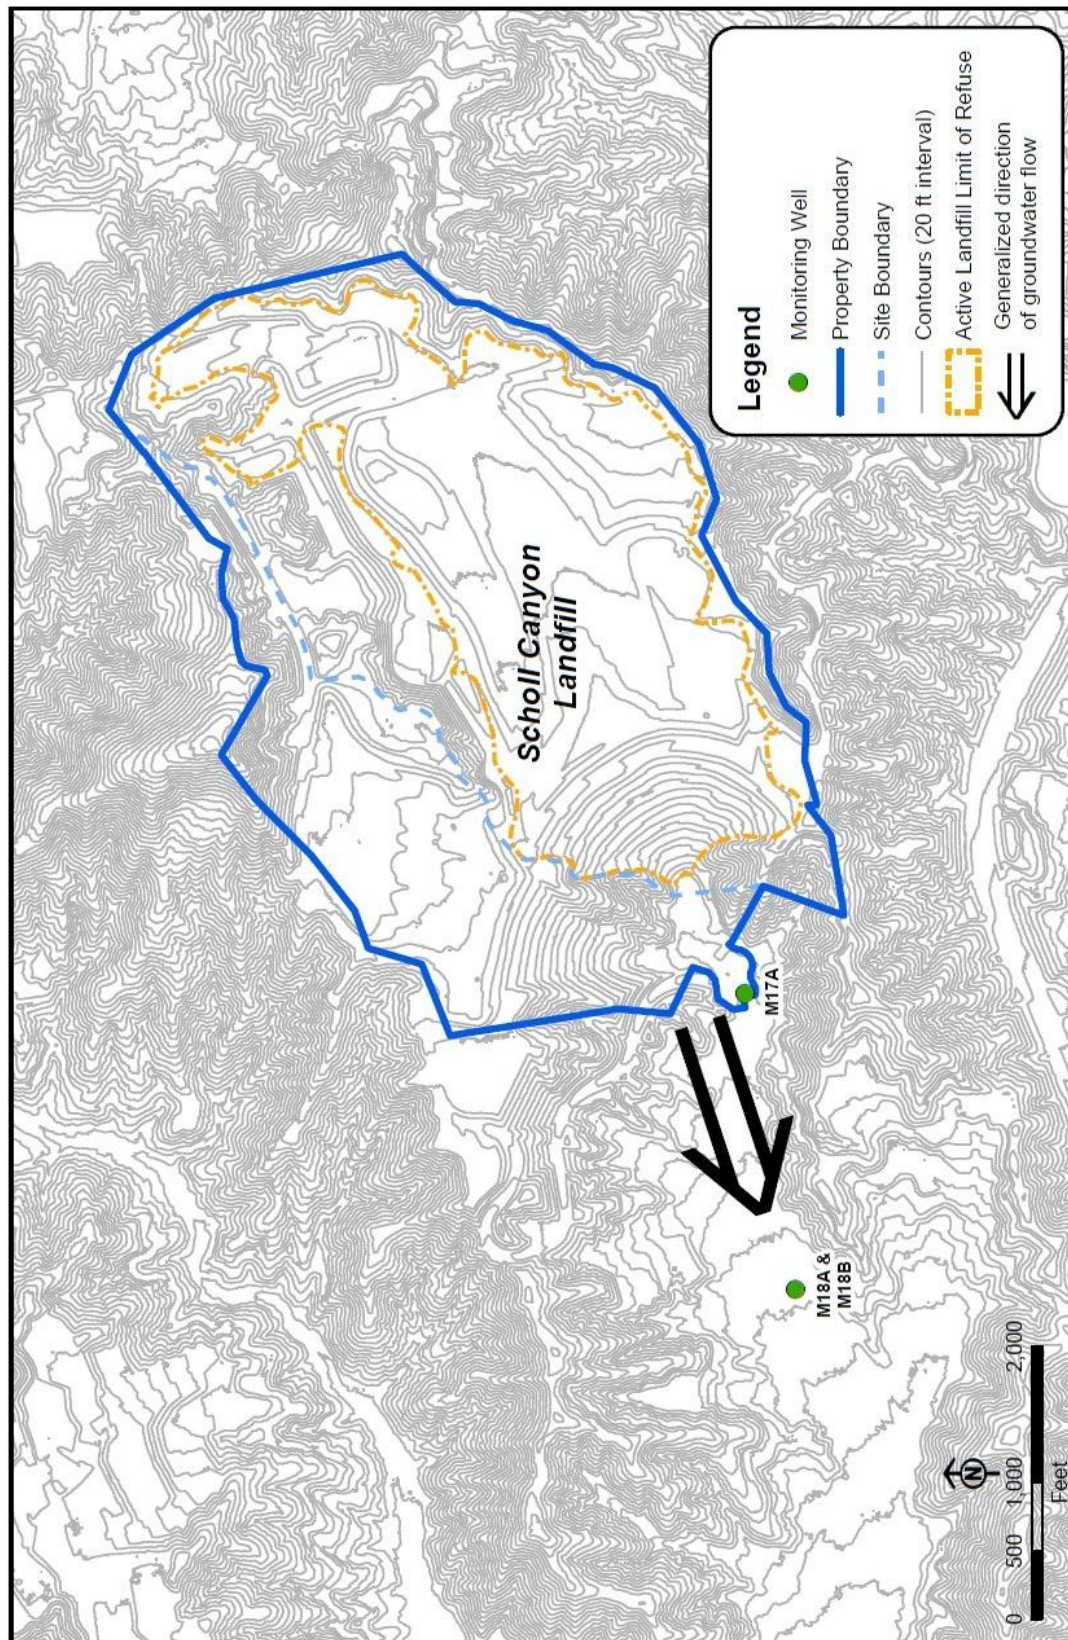 Scholl Canyon
Landfill
M17A
M18A &
M18B
Legend
Monitoring Well
Property Boundary
Site Boundary
Contours (20 ft interval)
Active Landfill Limit of Refuse
Generalized direction
of groundwater flow
N
0 500 1,000 2,000
Feet